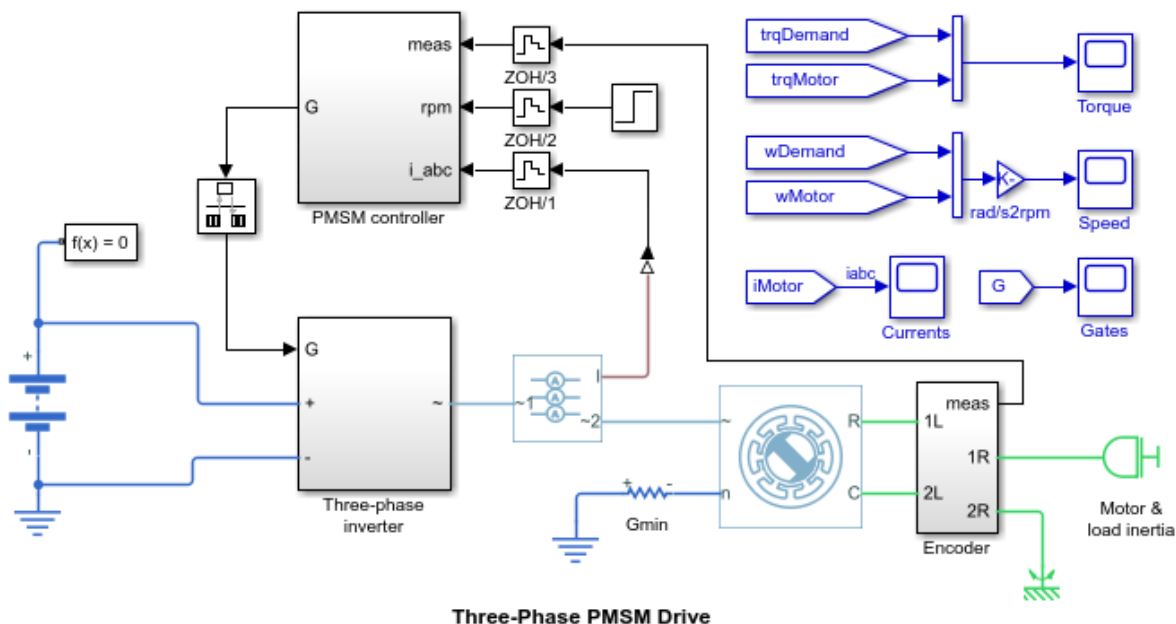 meas
ZOH/3
rpm
ZOH/2
G
i_abc
ZOH/1
PMSM controller
trqDemand
trqMotor
Torque
wDemand
wMotor
K-
rad/s2rpm
Speed
iMotor
iabc
Currents
G
Gates
f(x) = 0
+
-
G
+
-
~
Three-phase
inverter
~1
A
A
A
I
~2
~
n
R
C
+ -
Gmin
meas
1L
1R
2L
2R
Encoder
Motor &
load inertia
Three-Phase PMSM Drive